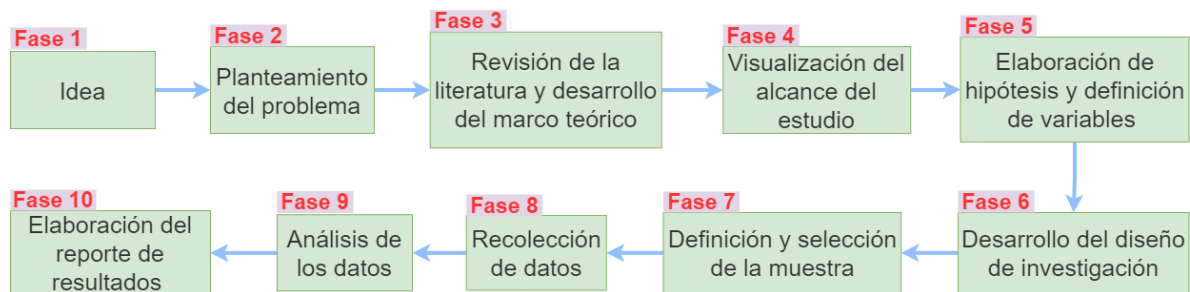 Fase 1
Idea
Fase 2
Planteamiento
del problema
Fase 3
Revisión de la
literatura y desarrollo
del marco teórico
Fase 4
Visualización del
alcance del
estudio
Fase 5
Elaboración de
hipótesis y definición
de variables
Fase 6
Desarrollo del diseño
de investigación
Fase 7
Definición y selección
de la muestra
Fase 8
Recolección
de datos
Fase 9
Análisis de
los datos
Fase 10
Elaboración del
reporte de
resultados